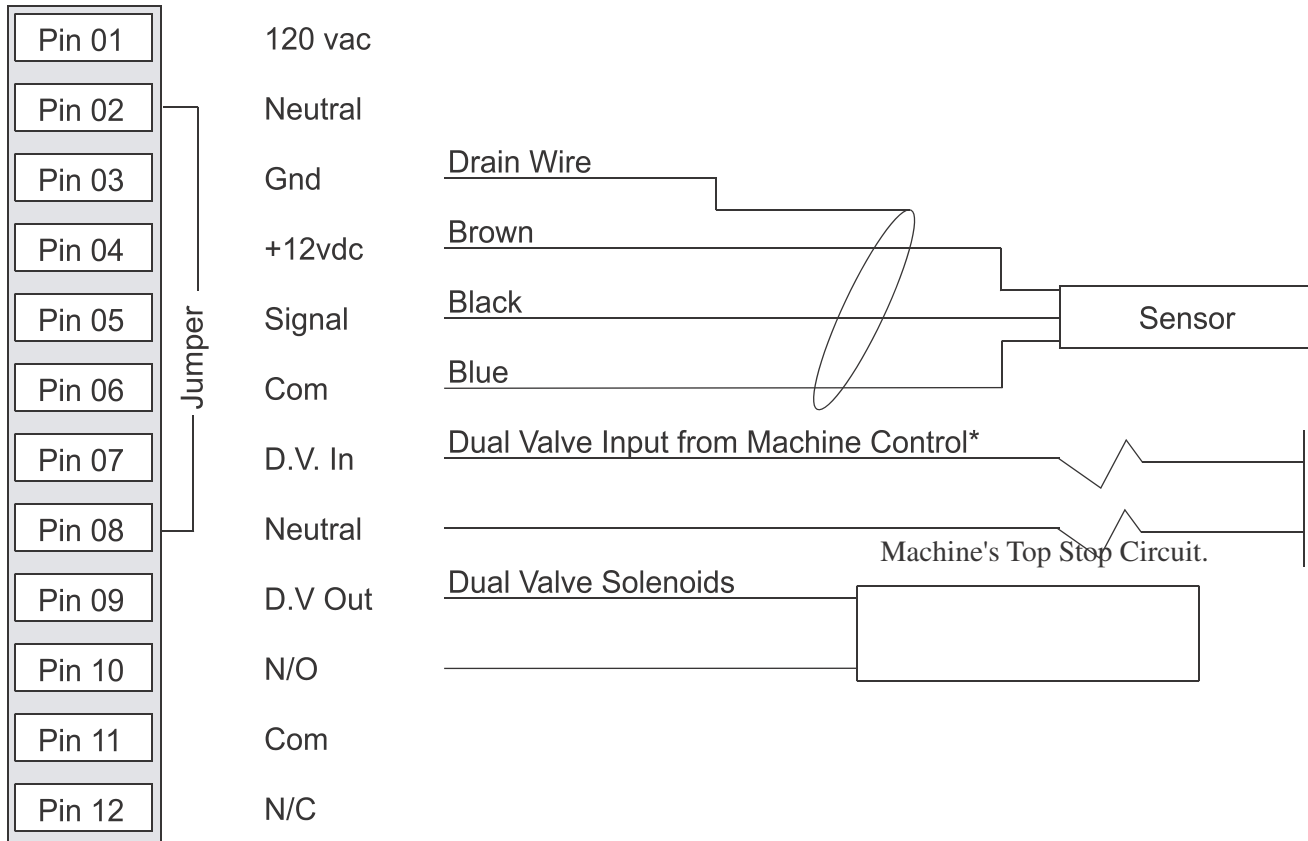 Pin 01 120 vac
Pin 02 Neutral
Drain Wire
Pin 03 Gnd
Brown
Pin 04 +12vdc
Black
Pin 05 Signal Sensor
Jumper
Blue
Pin 06 Com
Dual Valve Input from Machine Control*
Pin 07 D.V. In
Pin 08 Neutral
Machine's Top Stop Circuit.
Dual Valve Solenoids
Pin 09 D.V Out
Pin 10 N/O
Pin 11 Com
Pin 12 N/C